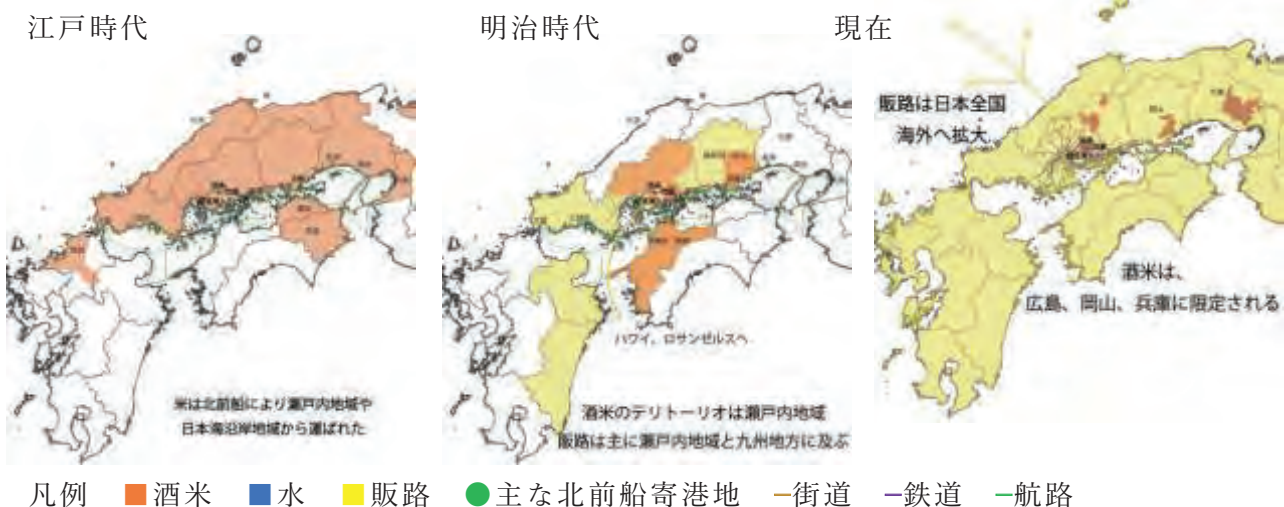 江戸時代
明治時代
現在
販路は日本全国
海外へ拡大
酒米は、
広島、岡山、兵庫に限定される
ハワイ、ロサンゼルスへ
米は北前船により瀬戸内地域や
日本海沿岸地域から運ばれた
酒米のテリトーリオは瀬戸内地域
販路は主に瀬戸内地域と九州地方に及ぶ
凡例 酒米 水 販路 主な北前船寄港地 街道 鉄道 航路